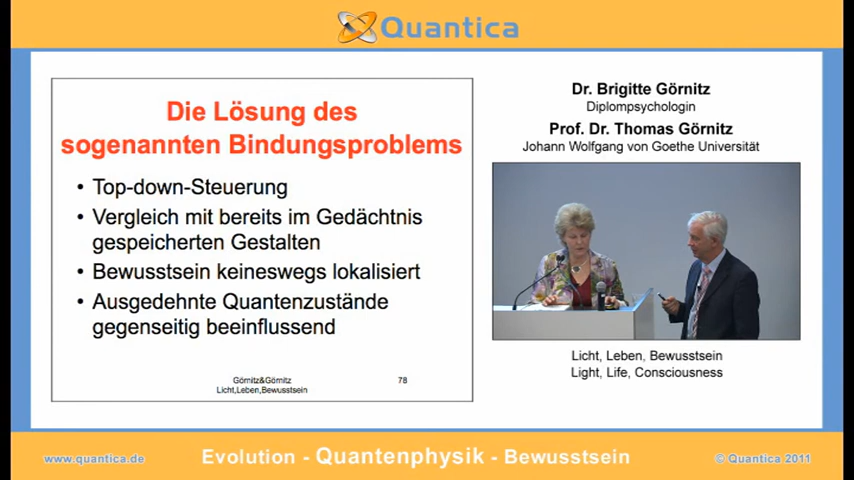 Quantica
Die Lösung des
sogenannten Bindungsproblems
• Top-down-Steuerung
• Vergleich mit bereits im Gedächtnis
gespeicherten Gestalten
• Bewusstsein keineswegs lokalisiert
• Ausgedehnte Quantenzustände
gegenseitig beeinflussend
Görnitz&Görnitz
Licht,Leben,Bewusstsein
78
Dr. Brigitte Görnitz
Diplompsychologin
Prof. Dr. Thomas Görnitz
Johann Wolfgang von Goethe Universität
Licht, Leben, Bewusstsein
Light, Life, Consciousness
www.quantica.de
Evolution - Quantenphysik - Bewusstsein
© Quantica 2011